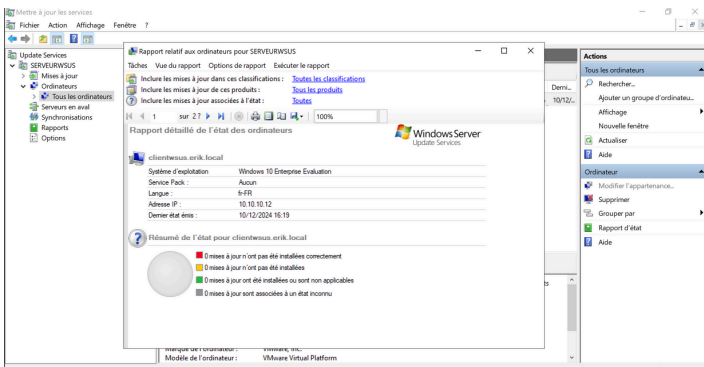 Mettre à jour les services
Fichier Action Affichage Fenêtre ?
Update Services
SERVEURWSUS
Mises à jour
Ordinateurs
Tous les ordinateurs
Serveurs en aval
Synchronisations
Rapports
Options
Rapport relatif aux ordinateurs pour SERVEURWSUS
Tâches Vue du rapport Options de rapport Exécuter le rapport
Inclure les mises à jour dans ces classifications : Toutes les classifications
Inclure les mises à jour de ces produits : Tous les produits
Inclure les mises à jour associées à l'état : Toutes
1 sur 2 ? 100%
Rapport détaillé de l'état des ordinateurs
Windows Server
Update Services
clientwsus.erik.local
Système d'exploitation Windows 10 Enterprise Evaluation
Service Pack : Aucun
Langue : fr-FR
Adresse IP : 10.10.10.12
Dernier état émis : 10/12/2024 16:19
Résumé de l'état pour clientwsus.erik.local
0 mises à jour n'ont pas été installées correctement
0 mises à jour n'ont pas été installées
0 mises à jour ont été installées ou sont non applicables
0 mises à jour sont associées à un état inconnu
Marque de l'ordinateur : VMware, Inc.
Modèle de l'ordinateur : VMware Virtual Platform
Derni...
10/12/...
ts
Actions
Tous les ordinateurs
Rechercher...
Ajouter un groupe d'ordinateu...
Affichage
Nouvelle fenêtre
Actualiser
Aide
Ordinateur
Modifier l'appartenance...
Supprimer
Grouper par
Rapport d'état
Aide